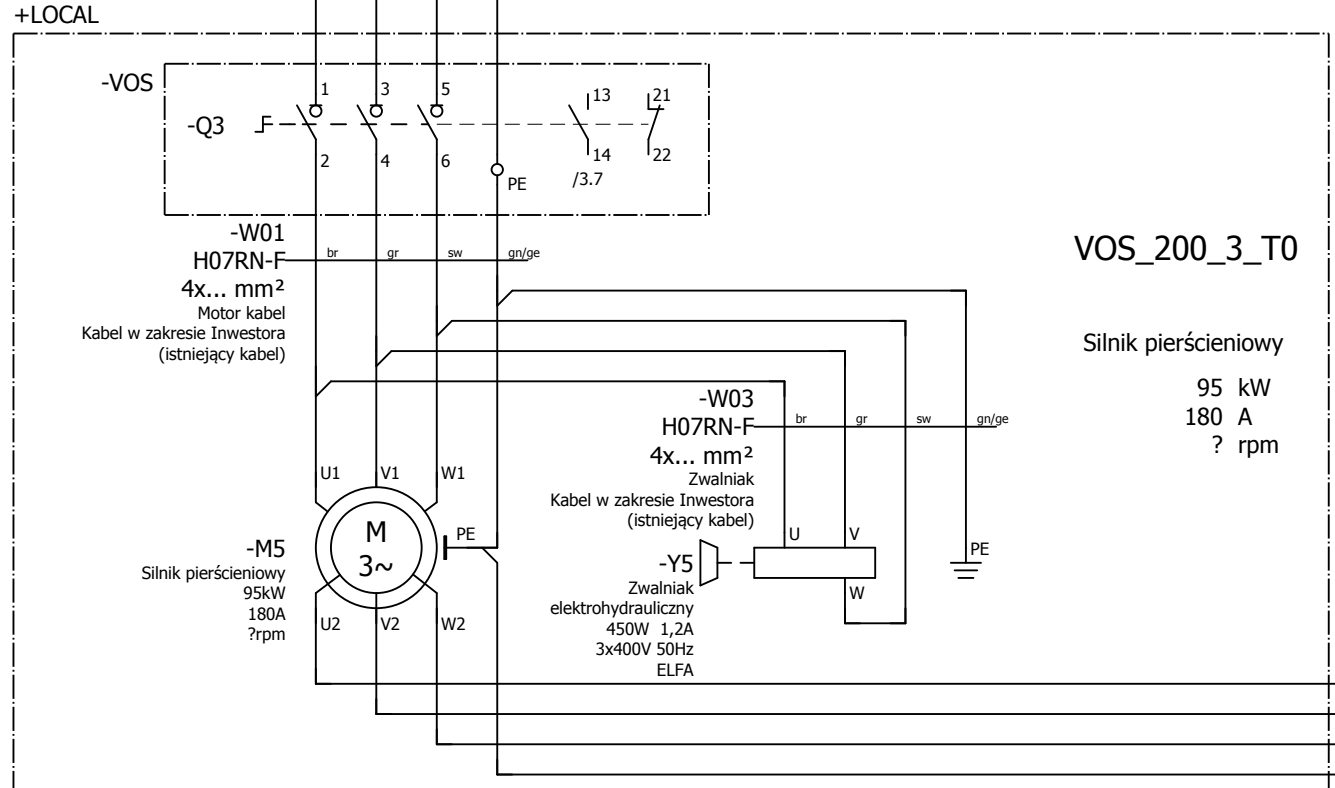 +LOCAL
-VOS
-Q3
1
3
5
13
21
2
4
6
14
22
/3.7
PE
-W01
H07RN-F
4x... mm²
Motor kabel
Kabel w zakresie Inwestora
(istniejący kabel)
br
gr
sw
gn/ge
VOS_200_3_T0
Silnik pierścieniowy
95 kW
180 A
? rpm
-W03
H07RN-F
4x... mm²
Zwalniak
Kabel w zakresie Inwestora
(istniejący kabel)
br
gr
sw
gn/ge
U1
V1
W1
M
3~
PE
-M5
Silnik pierścieniowy
95kW
180A
?rpm
U2
V2
W2
U
V
W
PE
-Y5
Zwalniak
elektrohydrauliczny
450W 1,2A
3x400V 50Hz
ELFA